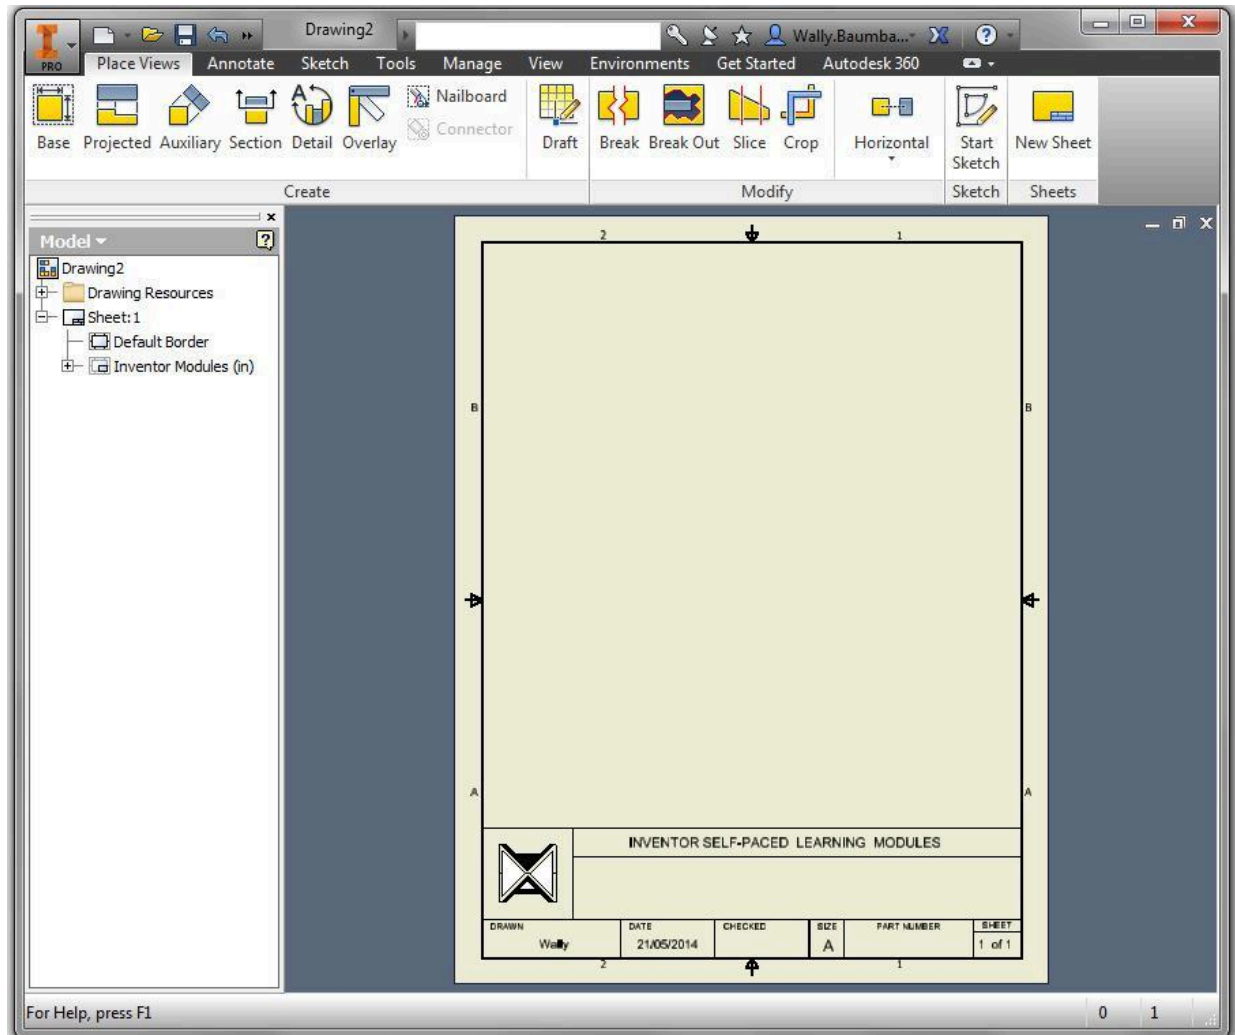 Drawing2
Wally.Baumba...
PRO
Place Views Annotate Sketch Tools Manage View Environments Get Started Autodesk 360
Base Projected Auxiliary Section Detail Overlay
Nailboard
Connector
Draft
Break Break Out Slice Crop
Horizontal
Start Sketch
New Sheet
Create Modify Sketch Sheets
Model
Drawing2
Drawing Resources
Sheet:1
Default Border
Inventor Modules (in)
2 1
B B
A A
INVENTOR SELF-PACED LEARNING MODULES
DRAWN DATE CHECKED SIZE PART NUMBER SHEET
Wally 21/05/2014 A 1 of 1
2 1
For Help, press F1 0 1